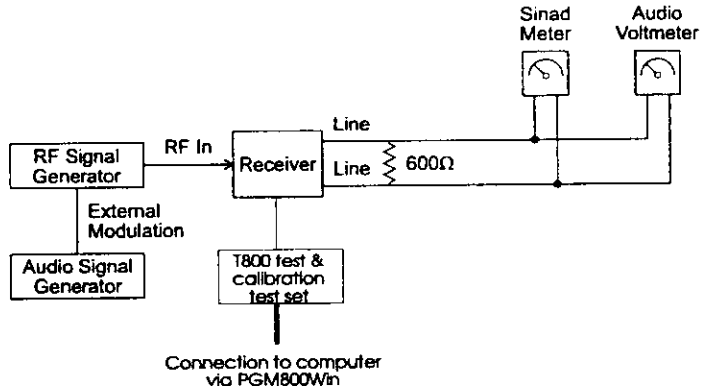 Sinad
Meter
Audio
Voltmeter
RF Signal
Generator
RF In
Receiver
Line
Line
600Ω
External
Modulation
Audio Signal
Generator
T800 test &
calibration
test set
Connection to computer
via PGM800Win